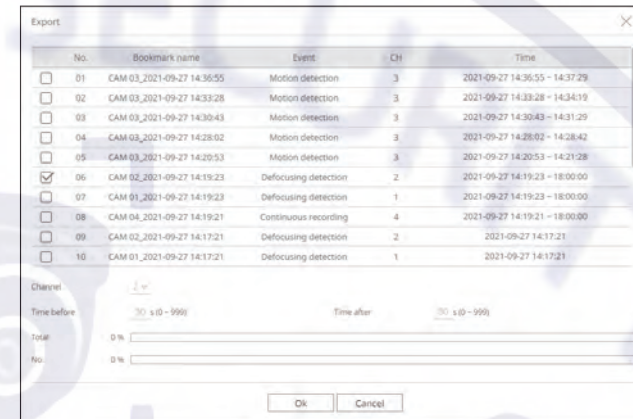 Export
No. Bookmark name Event CH Time
01 CAM 03_2021-09-27 14:36:55 Motion detection 3 2021-09-27 14:36:55 ~ 14:37:29
02 CAM 03_2021-09-27 14:33:28 Motion detection 3 2021-09-27 14:33:28 ~ 14:34:19
03 CAM 03_2021-09-27 14:30:43 Motion detection 3 2021-09-27 14:30:43 ~ 14:31:29
04 CAM 03_2021-09-27 14:28:02 Motion detection 3 2021-09-27 14:28:02 ~ 14:28:42
05 CAM 03_2021-09-27 14:20:53 Motion detection 3 2021-09-27 14:20:53 ~ 14:21:28
06 CAM 02_2021-09-27 14:19:23 Defocusing detection 2 2021-09-27 14:19:23 ~ 18:00:00
07 CAM 01_2021-09-27 14:19:23 Defocusing detection 1 2021-09-27 14:19:23 ~ 18:00:00
08 CAM 04_2021-09-27 14:19:21 Continuous recording 4 2021-09-27 14:19:21 ~ 18:00:00
09 CAM 02_2021-09-27 14:17:21 Defocusing detection 2 2021-09-27 14:17:21
10 CAM 01_2021-09-27 14:17:21 Defocusing detection 1 2021-09-27 14:17:21
Channel
Time before 30 s (0 ~ 999) Time after 30 s (0 ~ 999)
Total 0 %
No. 0 %
Ok Cancel